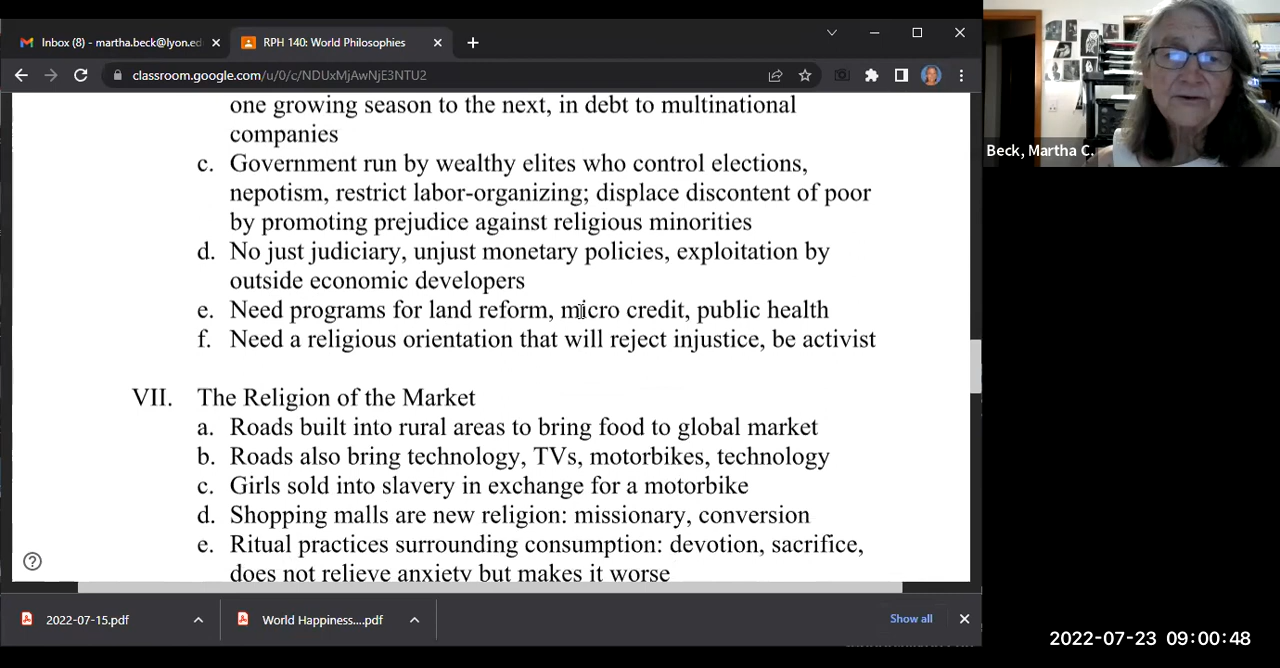 Inbox (8) - martha.beck@lyon.ed
RPH 140: World Philosophies
classroom.google.com/u/0/c/NDUxMjAwNjE3NTU2
Beck, Martha C.
one growing season to the next, in debt to multinational
companies
c. Government run by wealthy elites who control elections,
nepotism, restrict labor-organizing; displace discontent of poor
by promoting prejudice against religious minorities
d. No just judiciary, unjust monetary policies, exploitation by
outside economic developers
e. Need programs for land reform, micro credit, public health
f. Need a religious orientation that will reject injustice, be activist
VII. The Religion of the Market
a. Roads built into rural areas to bring food to global market
b. Roads also bring technology, TVs, motorbikes, technology
c. Girls sold into slavery in exchange for a motorbike
d. Shopping malls are new religion: missionary, conversion
e. Ritual practices surrounding consumption: devotion, sacrifice,
does not relieve anxiety but makes it worse
2022-07-15.pdf
World Happiness....pdf
Show all
2022-07-23 09:00:48